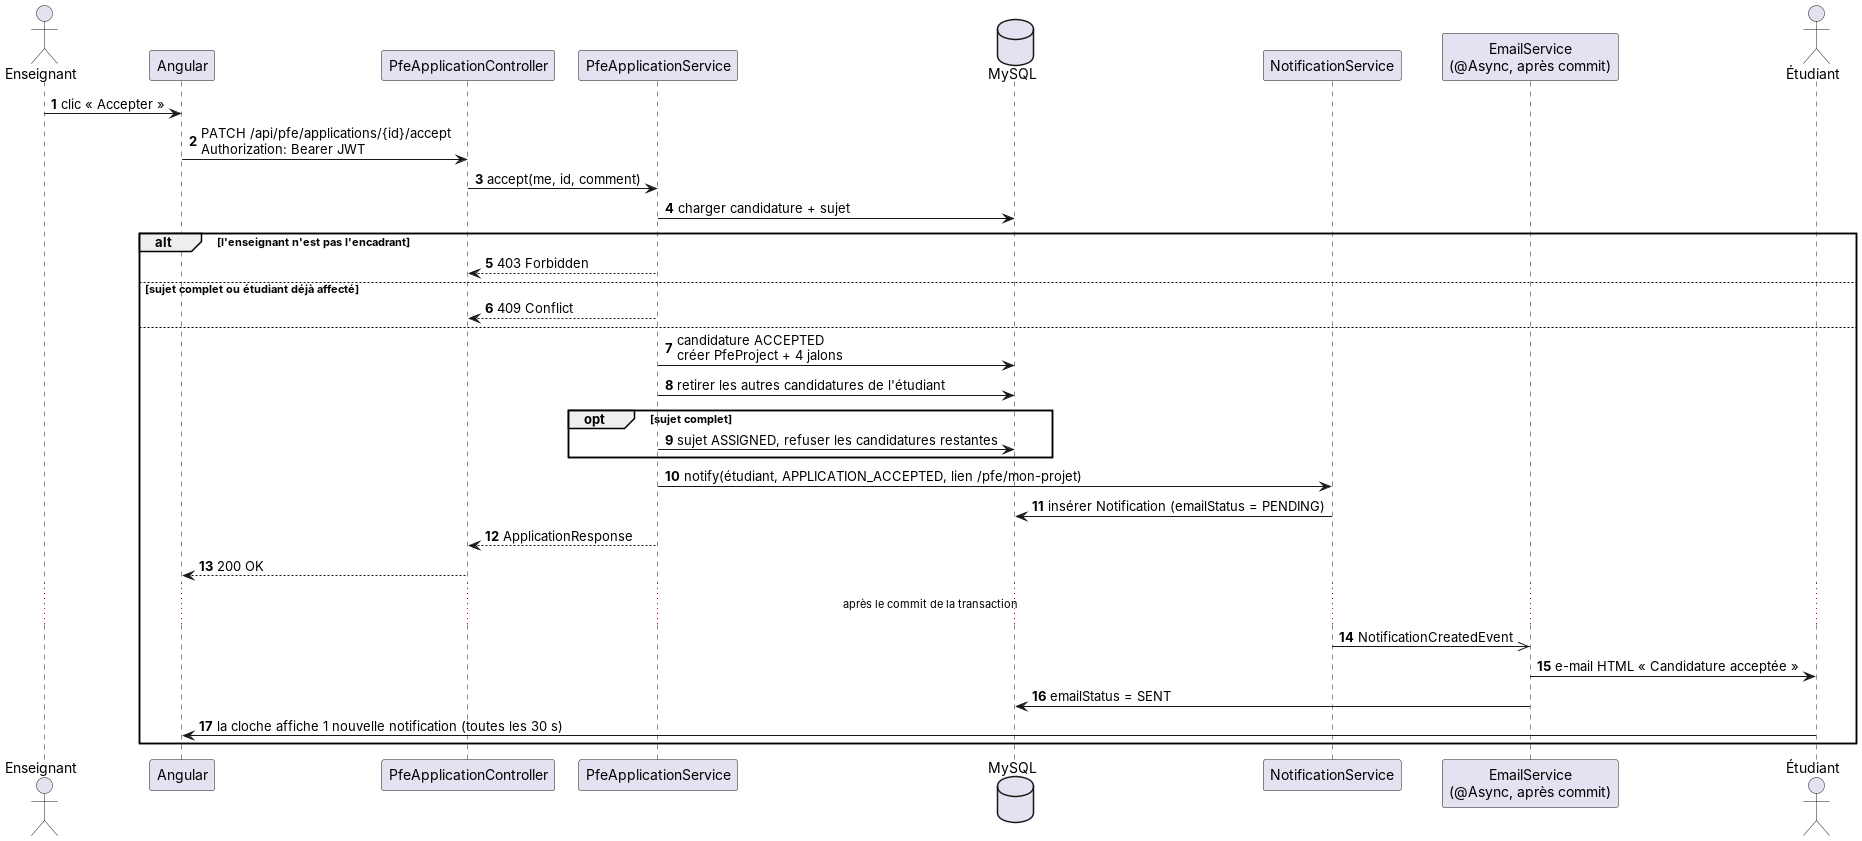 Enseignant
Angular
PfeApplicationController
PfeApplicationService
MySQL
NotificationService
EmailService
(@Async, après commit)
Étudiant
1 clic « Accepter »
2 PATCH /api/pfe/applications/{id}/accept
Authorization: Bearer JWT
3 accept(me, id, comment)
4 charger candidature + sujet
alt [l'enseignant n'est pas l'encadrant]
5 403 Forbidden
[sujet complet ou étudiant déjà affecté]
6 409 Conflict
7 candidature ACCEPTED
créer PfeProject + 4 jalons
8 retirer les autres candidatures de l'étudiant
opt [sujet complet]
9 sujet ASSIGNED, refuser les candidatures restantes
10 notify(étudiant, APPLICATION_ACCEPTED, lien /pfe/mon-projet)
11 insérer Notification (emailStatus = PENDING)
12 ApplicationResponse
13 200 OK
après le commit de la transaction
14 NotificationCreatedEvent
15 e-mail HTML « Candidature acceptée »
16 emailStatus = SENT
17 la cloche affiche 1 nouvelle notification (toutes les 30 s)
Enseignant
Angular
PfeApplicationController
PfeApplicationService
MySQL
NotificationService
EmailService
(@Async, après commit)
Étudiant